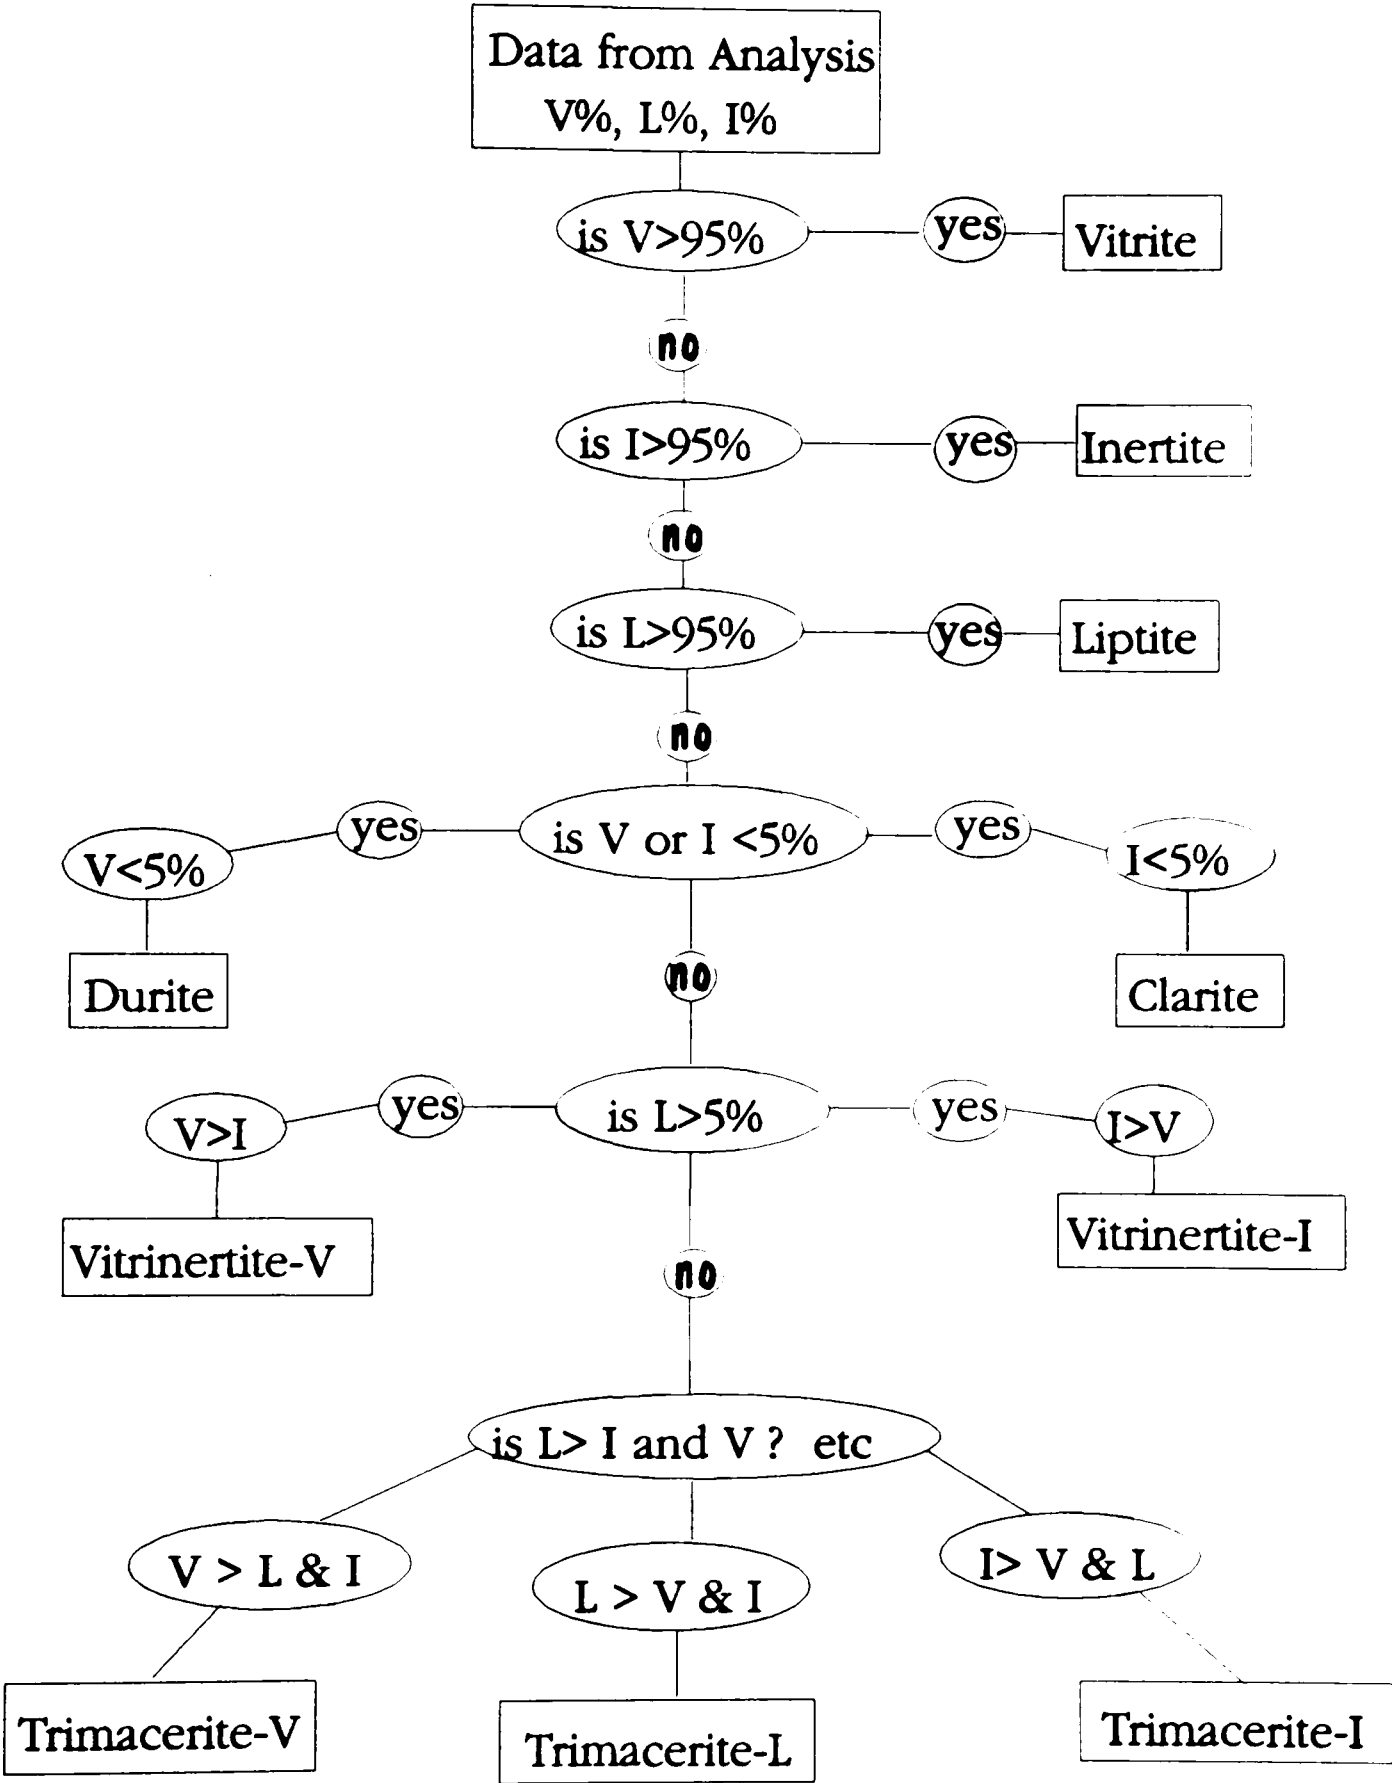 Data from Analysis
V%, L%, I%
is V>95%
yes
Vitrite
no
is I>95%
yes
Inertite
no
is L>95%
yes
Liptite
no
V<5%
yes
is V or I <5%
yes
I<5%
Durite
no
Clarite
V>I
yes
is L>5%
yes
I>V
Vitrinertite-V
Vitrinertite-I
no
is L> I and V ? etc
V > L & I
L > V & I
I> V & L
Trimacerite-V
Trimacerite-L
Trimacerite-I